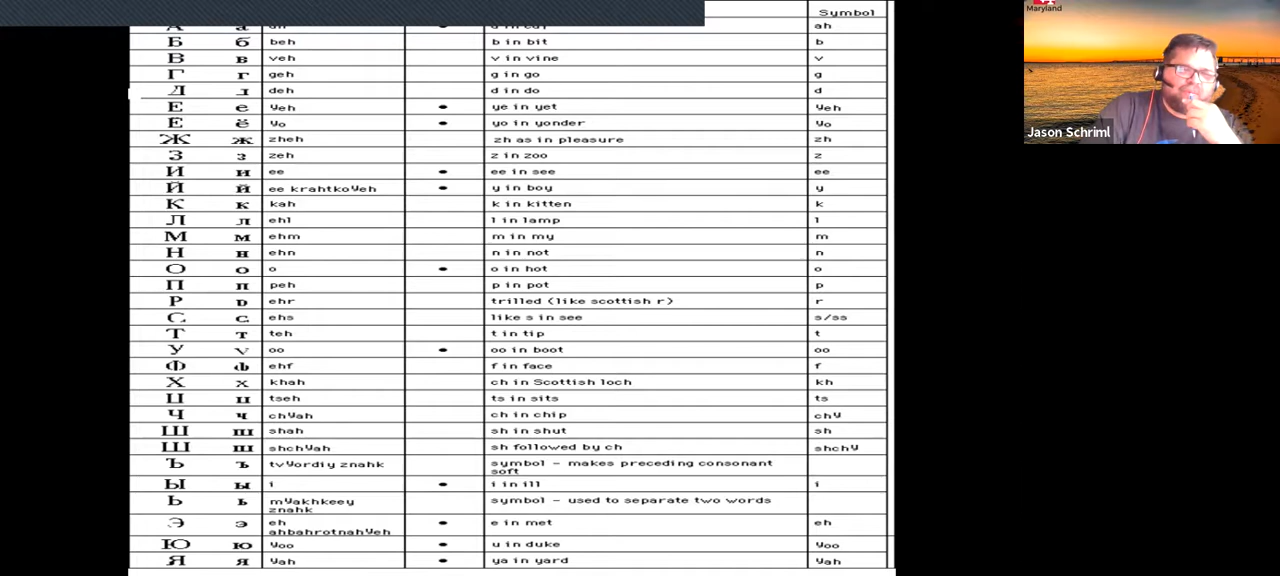 Symbol
ah
Б б beh b in bit b
В в veh v in vine v
Г г geh g in go g
Д д deh d in do d
Е е yeh ye in yet yeh
Ё ё yo yo in yonder yo
Ж ж zheh zh as in pleasure zh
З з zeh z in zoo z
И и ee ee in see ee
Й й ee krahtkoyeh y in boy y
К к kah k in kitten k
Л л ehl l in lamp l
М м ehm m in my m
Н н ehn n in not n
О о o o in hot o
П п peh p in pot p
Р р ehr trilled (like scottish r) r
С с ehs like s in see s/ss
Т т teh t in tip t
У у oo oo in boot oo
Ф ф ehf f in face f
Х х khah ch in Scottish loch kh
Ц ц tseh ts in sits ts
Ч ч chyah ch in chip chy
Ш ш shah sh in shut sh
Щ щ shchyah sh followed by ch shchy
Ъ ъ tvyordiy znahk symbol - makes preceding consonant
soft
Ы ы i i in ill i
Ь ь myakhkeey symbol - used to separate two words
znahk
Э э eh e in met eh
ahbahrotnahyeh
Ю ю yoo u in duke yoo
Я я yah ya in yard yah
Maryland
Jason Schriml